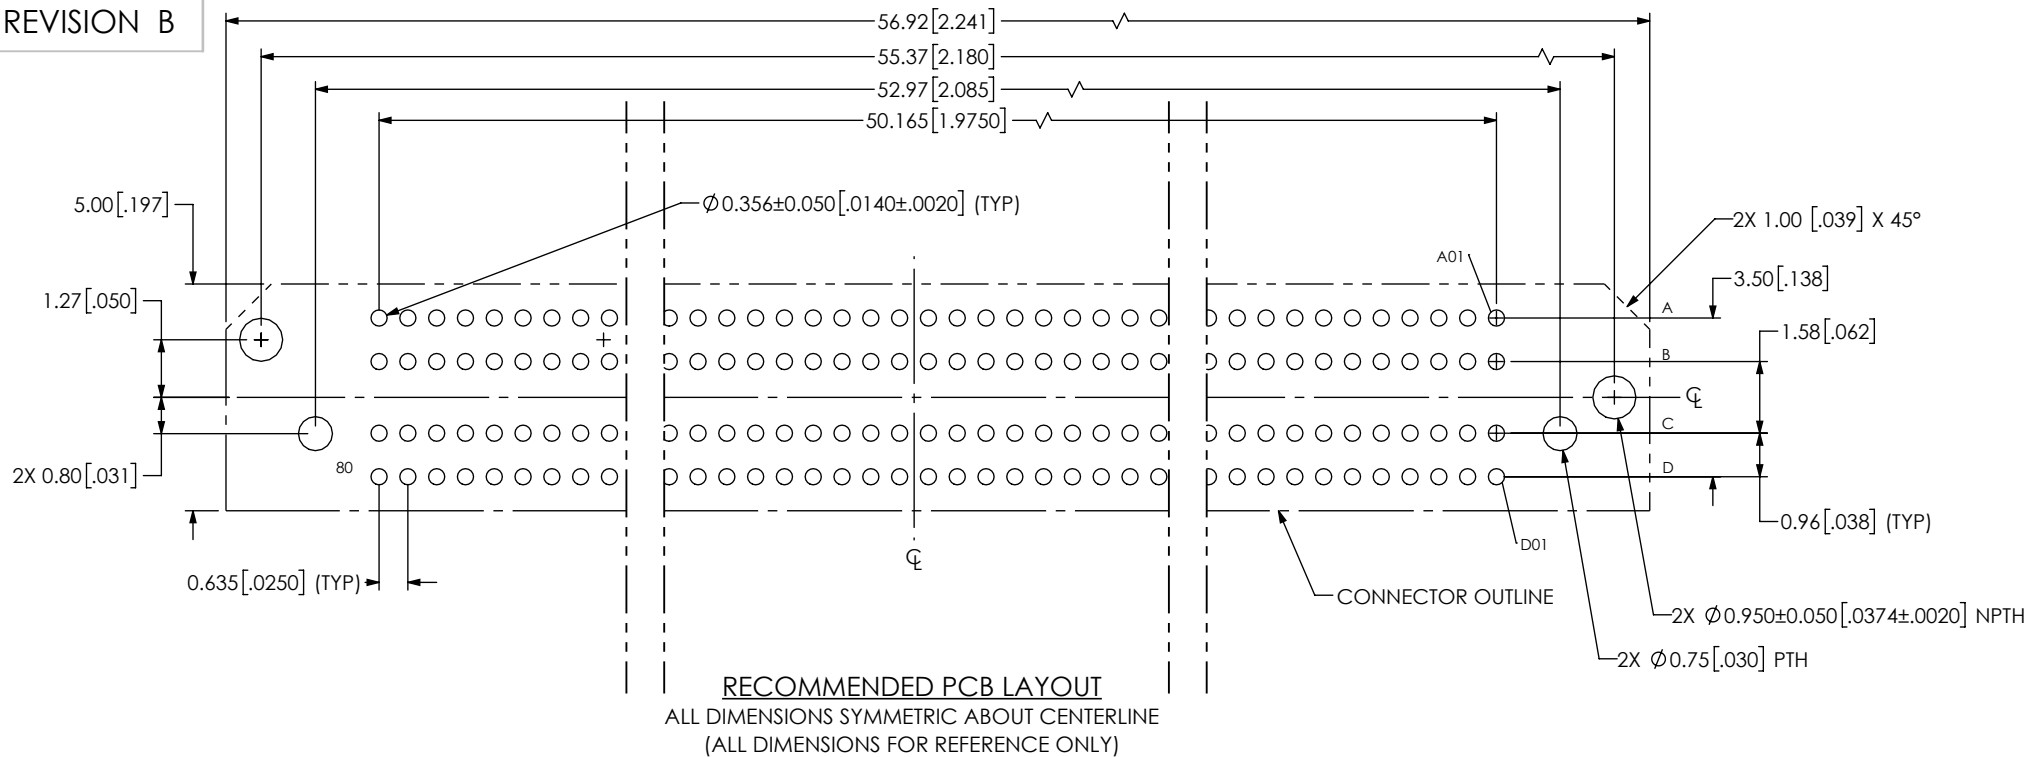 REVISION B
56.92[2.241]
55.37[2.180]
52.97[2.085]
50.165[1.9750]
5.00[.197]
Ø0.356±0.050[.0140±.0020] (TYP)
2X 1.00 [.039] X 45°
A01
3.50[.138]
1.27[.050]
A
1.58[.062]
B
℄
C
2X 0.80[.031]
80
D
0.96[.038] (TYP)
D01
℄
0.635[.0250] (TYP)
CONNECTOR OUTLINE
2X Ø0.950±0.050[.0374±.0020] NPTH
2X Ø0.75[.030] PTH
RECOMMENDED PCB LAYOUT
ALL DIMENSIONS SYMMETRIC ABOUT CENTERLINE
(ALL DIMENSIONS FOR REFERENCE ONLY)